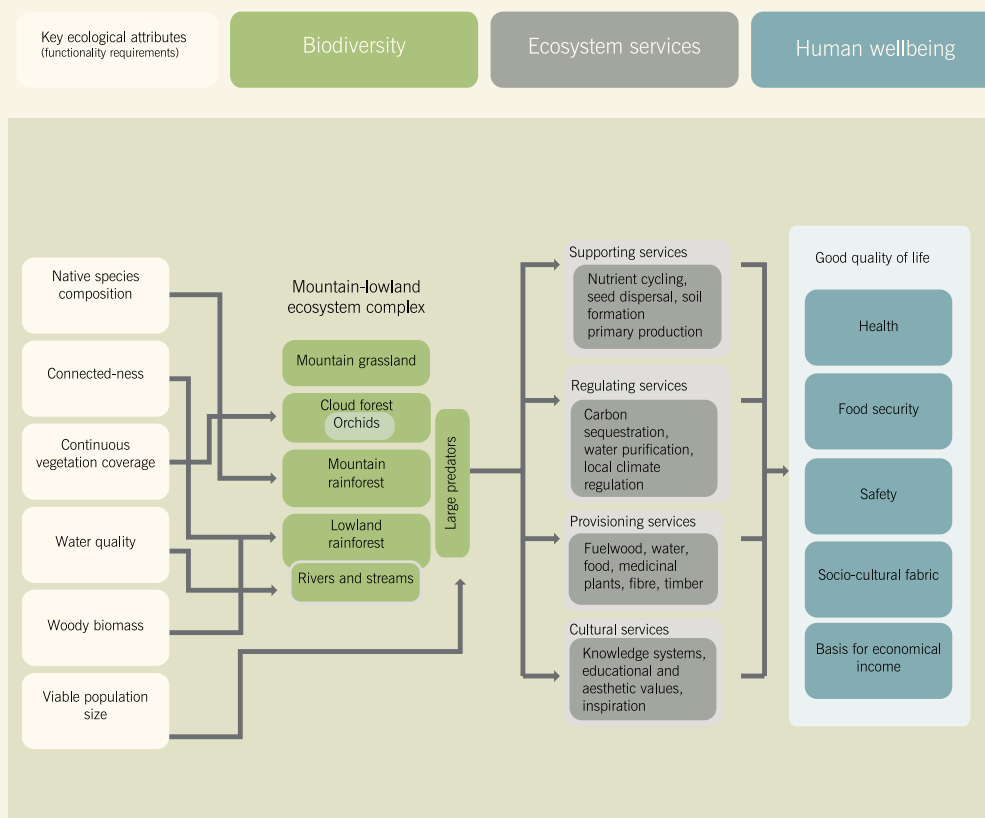 Key ecological attributes
(functionality requirements)
Biodiversity
Ecosystem services
Human wellbeing
Native species
composition
Connected-ness
Continuous
vegetation coverage
Water quality
Woody biomass
Viable population
size
Mountain-lowland
ecosystem complex
Mountain grassland
Cloud forest
Orchids
Mountain
rainforest
Lowland
rainforest
Rivers and streams
Large predators
Supporting services
Nutrient cycling,
seed dispersal, soil
formation
primary production
Regulating services
Carbon
sequestration,
water purification,
local climate
regulation
Provisioning services
Fuelwood, water,
food, medicinal
plants, fibre, timber
Cultural services
Knowledge systems,
educational and
aesthetic values,
inspiration
Good quality of life
Health
Food security
Safety
Socio-cultural fabric
Basis for economical
income